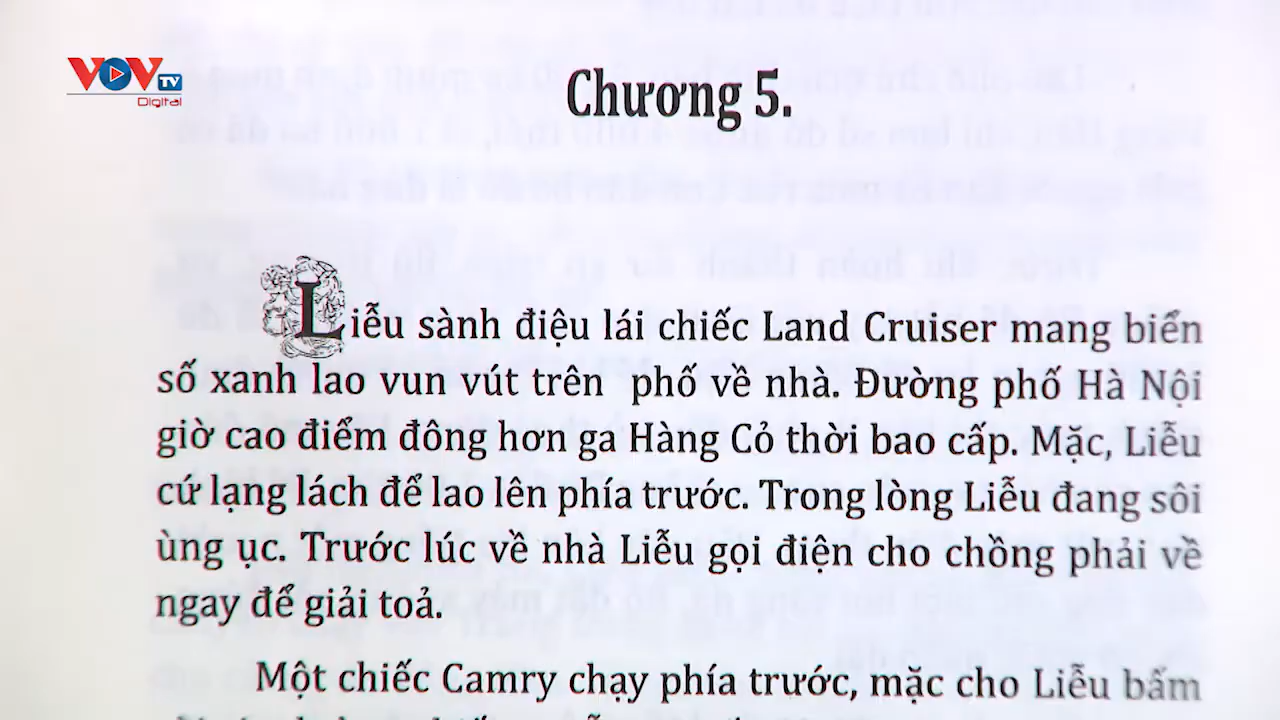 VOV TV
Digital
Chương 5.
Liễu sành điệu lái chiếc Land Cruiser mang biển
số xanh lao vun vút trên phố về nhà. Đường phố Hà Nội
giờ cao điểm đông hơn ga Hàng Cỏ thời bao cấp. Mặc, Liễu
cứ lạng lách để lao lên phía trước. Trong lòng Liễu đang sôi
ùng ục. Trước lúc về nhà Liễu gọi điện cho chồng phải về
ngay để giải toả.
Một chiếc Camry chạy phía trước, mặc cho Liễu bấm